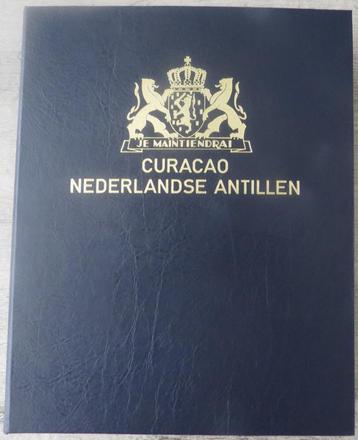 JE MAINTIENDRAI
CURACAO
NEDERLANDSE ANTILLEN